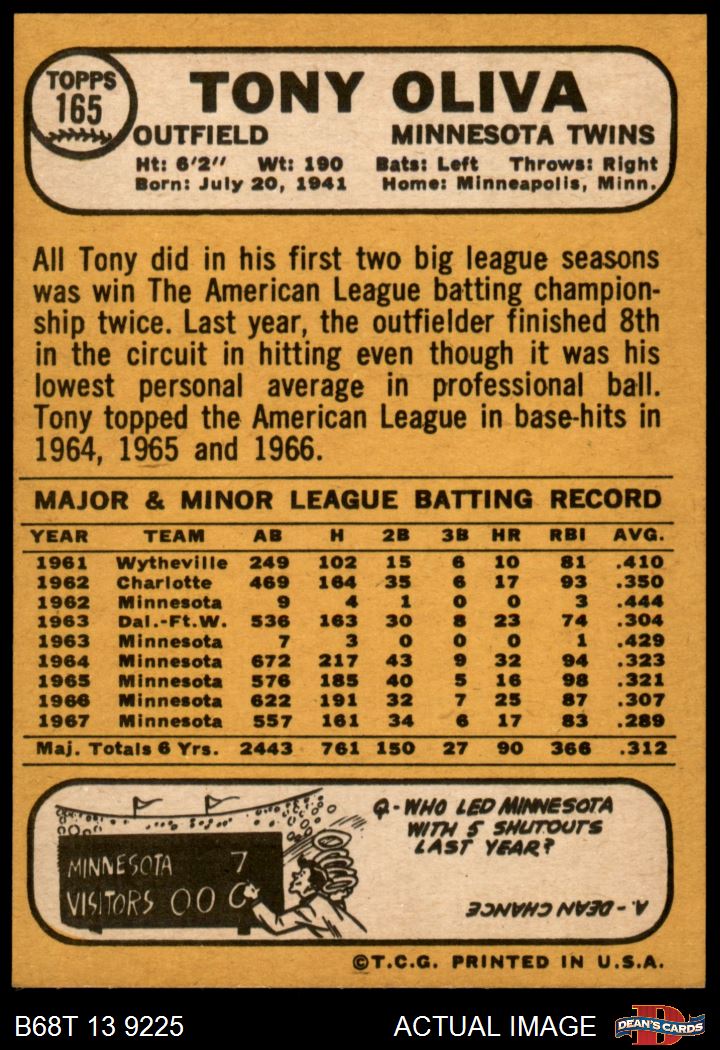 TOPPS
165
TONY OLIVA
OUTFIELD MINNESOTA TWINS
Ht: 6'2" Wt: 190 Bats: Left Throws: Right
Born: July 20, 1941 Home: Minneapolis, Minn.
All Tony did in his first two big league seasons
was win The American League batting champion-
ship twice. Last year, the outfielder finished 8th
in the circuit in hitting even though it was his
lowest personal average in professional ball.
Tony topped the American League in base-hits in
1964, 1965 and 1966.
MAJOR & MINOR LEAGUE BATTING RECORD
YEAR TEAM AB H 2B 3B HR RBI AVG.
1961 Wytheville 249 102 15 6 10 81 .410
1962 Charlotte 469 164 35 6 17 93 .350
1962 Minnesota 9 4 1 0 0 3 .444
1963 Dal.-Ft.W. 536 163 30 8 23 74 .304
1963 Minnesota 7 3 0 0 0 1 .429
1964 Minnesota 672 217 43 9 32 94 .323
1965 Minnesota 576 185 40 5 16 98 .321
1966 Minnesota 622 191 32 7 25 87 .307
1967 Minnesota 557 161 34 6 17 83 .289
Maj. Totals 6 Yrs. 2443 761 150 27 90 366 .312
MINNESOTA 7
VISITORS 000
Q-WHO LED MINNESOTA
WITH 5 SHUTOUTS
LAST YEAR?
A.-DEAN CHANCE
©T.C.G. PRINTED IN U.S.A.
B68T 13 9225 ACTUAL IMAGE
D
DEAN'S CARDS